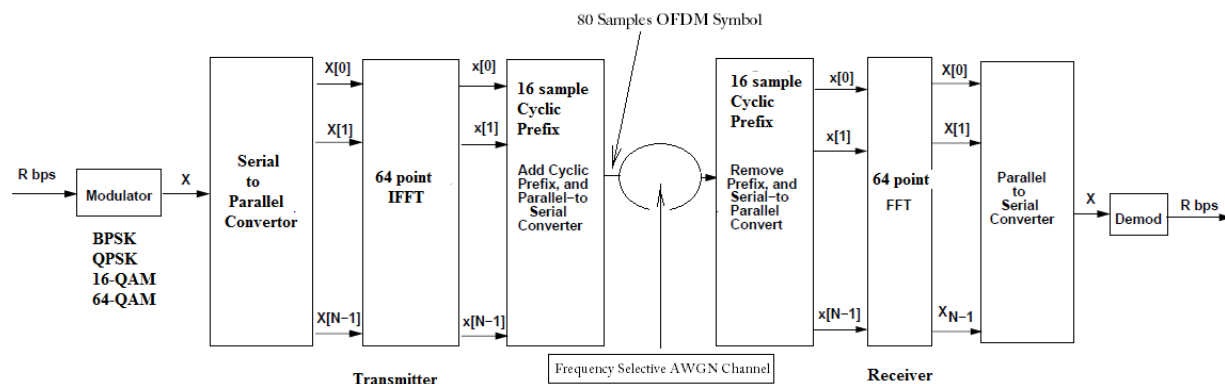 80 Samples OFDM Symbol
R bps
Modulator
BPSK
QPSK
16-QAM
64-QAM
X
Serial
to
Parallel
Convertor
X[0]
X[1]
X[N−1]
64 point
IFFT
x[0]
x[1]
x[N−1]
16 sample
Cyclic
Prefix
Add Cyclic
Prefix, and
Parallel−to
Serial
Converter
Frequency Selective AWGN Channel
16 sample
Cyclic
Prefix
Remove
Prefix, and
Serial−to
Parallel
Convert
x[0]
x[1]
x[N−1]
64 point
FFT
X[0]
X[1]
X N−1
Parallel
to
Serial
Converter
X
Demod
R bps
Transmitter
Receiver